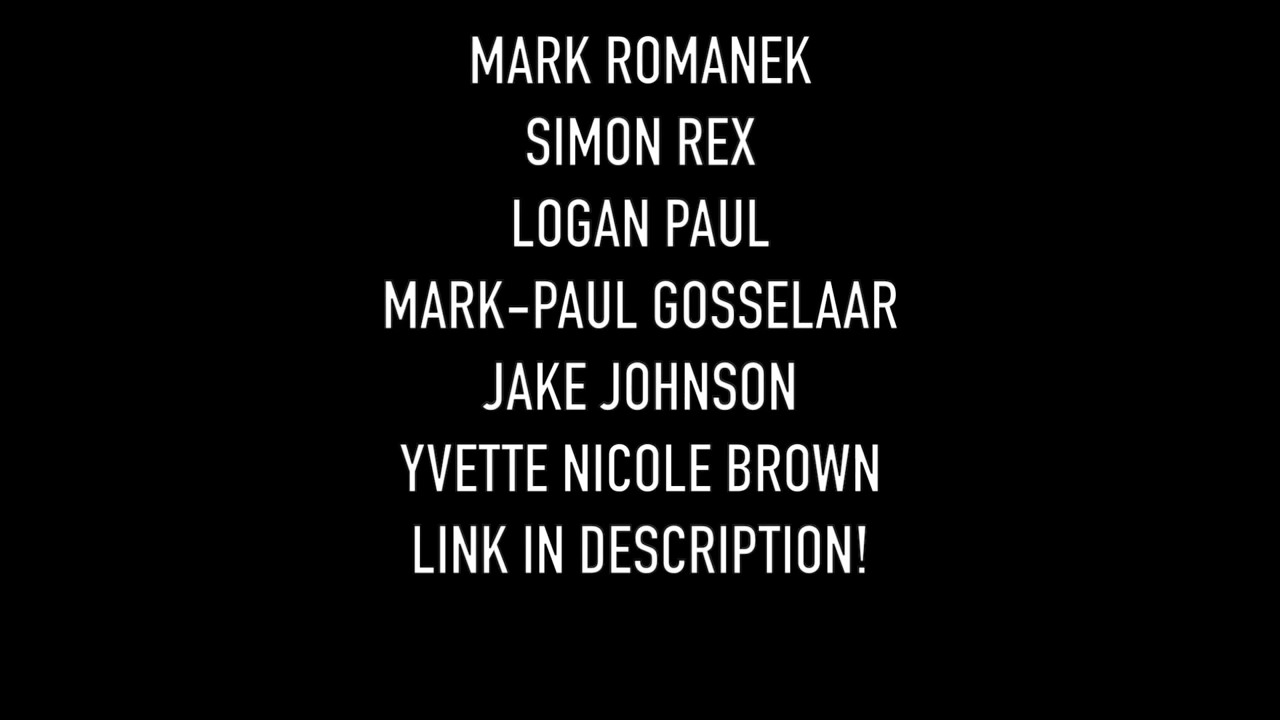 MARK ROMANEK
SIMON REX
LOGAN PAUL
MARK-PAUL GOSSELAAR
JAKE JOHNSON
YVETTE NICOLE BROWN
LINK IN DESCRIPTION!